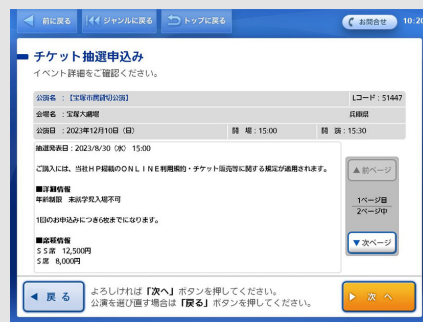 前に戻る ジャンルに戻る トップに戻る お問合せ 10:20
チケット抽選申込み
イベント詳細をご確認ください。
公演名 :【宝塚市民貸切公演】 Lコード:51447
会場名 :宝塚大劇場 兵庫県
公演日 :2023年12月10日(日) 開 場:15:00 開 演:15:30
抽選発表日:2023/8/30(水) 15:00
ご購入には、当社HP掲載のONLINE利用規約・チケット販売等に関する規定が適用されます。
■詳細情報
年齢制限 未就学児入場不可
1回のお申込みにつき6枚までになります。
■席種情報
SS席 12,500円
S席 8,000円
▲前ページ
1ページ目
2ページ中
▼次ページ
戻 る
よろしければ「次へ」ボタンを押してください。
公演を選び直す場合は「戻る」ボタンを押してください。
次 へ